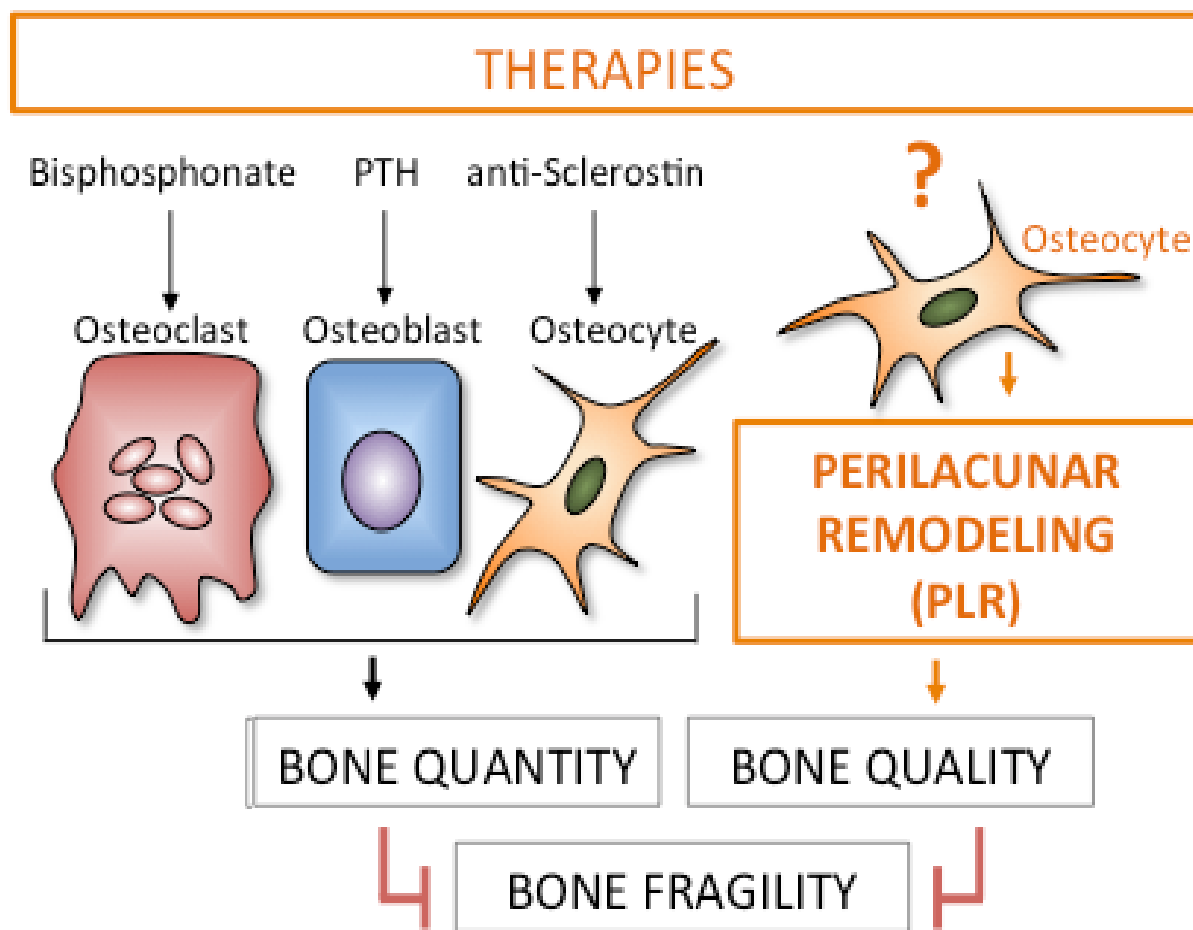 THERAPIES
Bisphosphonate PTH anti-Sclerostin ?
Osteocyte
Osteoclast Osteoblast Osteocyte
PERILACUNAR
REMODELING
(PLR)
BONE QUANTITY BONE QUALITY
BONE FRAGILITY